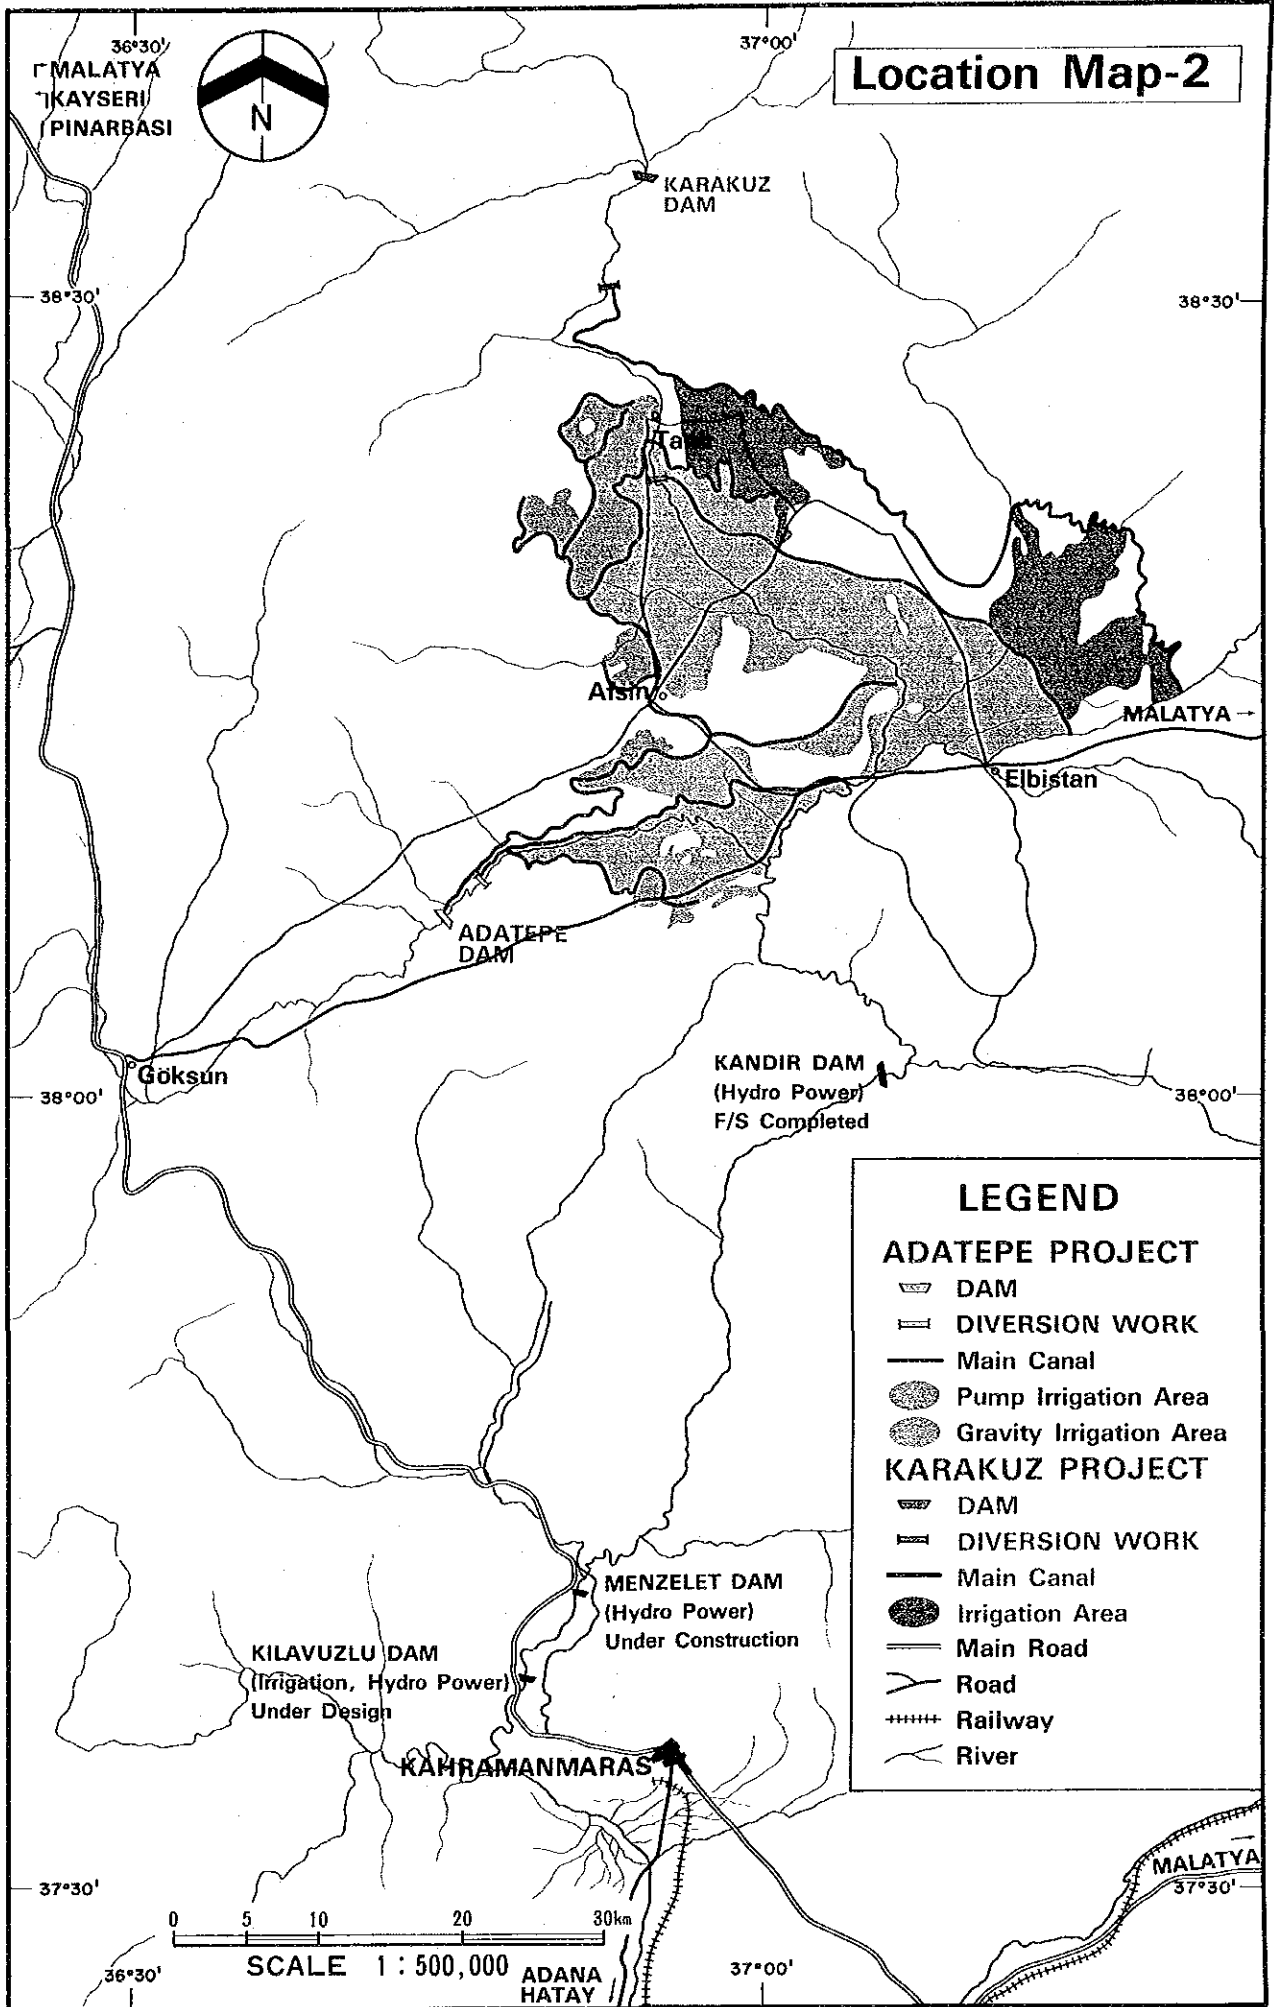 36°30'
37°00'
MALATYA
KAYSERI
PINARBASI
N
Location Map-2
KARAKUZ
DAM
38°30'
38°30'
Afsin
MALATYA →
Elbistan
ADATEPE
DAM
Göksun
KANDIR DAM
(Hydro Power)
F/S Completed
38°00'
38°00'
LEGEND
ADATEPE PROJECT
DAM
DIVERSION WORK
Main Canal
Pump Irrigation Area
Gravity Irrigation Area
KARAKUZ PROJECT
DAM
DIVERSION WORK
Main Canal
Irrigation Area
Main Road
Road
Railway
River
MENZELET DAM
(Hydro Power)
Under Construction
KILAVUZLU DAM
(Irrigation, Hydro Power)
Under Design
KAHRAMANMARAS
MALATYA
37°30'
37°30'
0 5 10 20 30km
SCALE 1 : 500,000
ADANA
HATAY
36°30'
37°00'